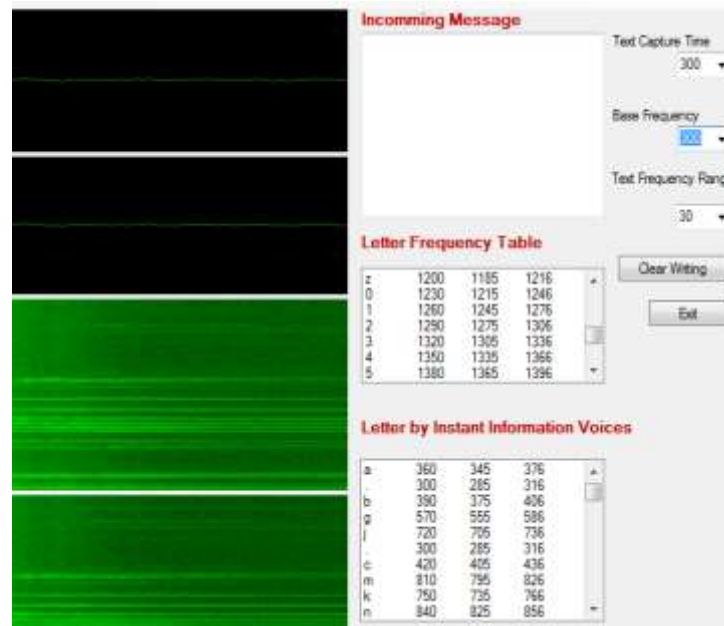 Incomming Message
Text Capture Time
300
Base Frequency
300
Text Frequency Rang
30
Letter Frequency Table
Clear Writing
z 1200 1185 1216
0 1230 1215 1246
1 1260 1245 1276
Exit
2 1290 1275 1306
3 1320 1305 1336
4 1350 1335 1366
5 1380 1365 1396
Letter by Instant Information Voices
a 360 345 376
. 300 285 316
b 390 375 406
g 570 555 586
j 720 705 736
. 300 285 316
c 420 405 436
m 810 795 826
k 750 735 766
n 840 825 856